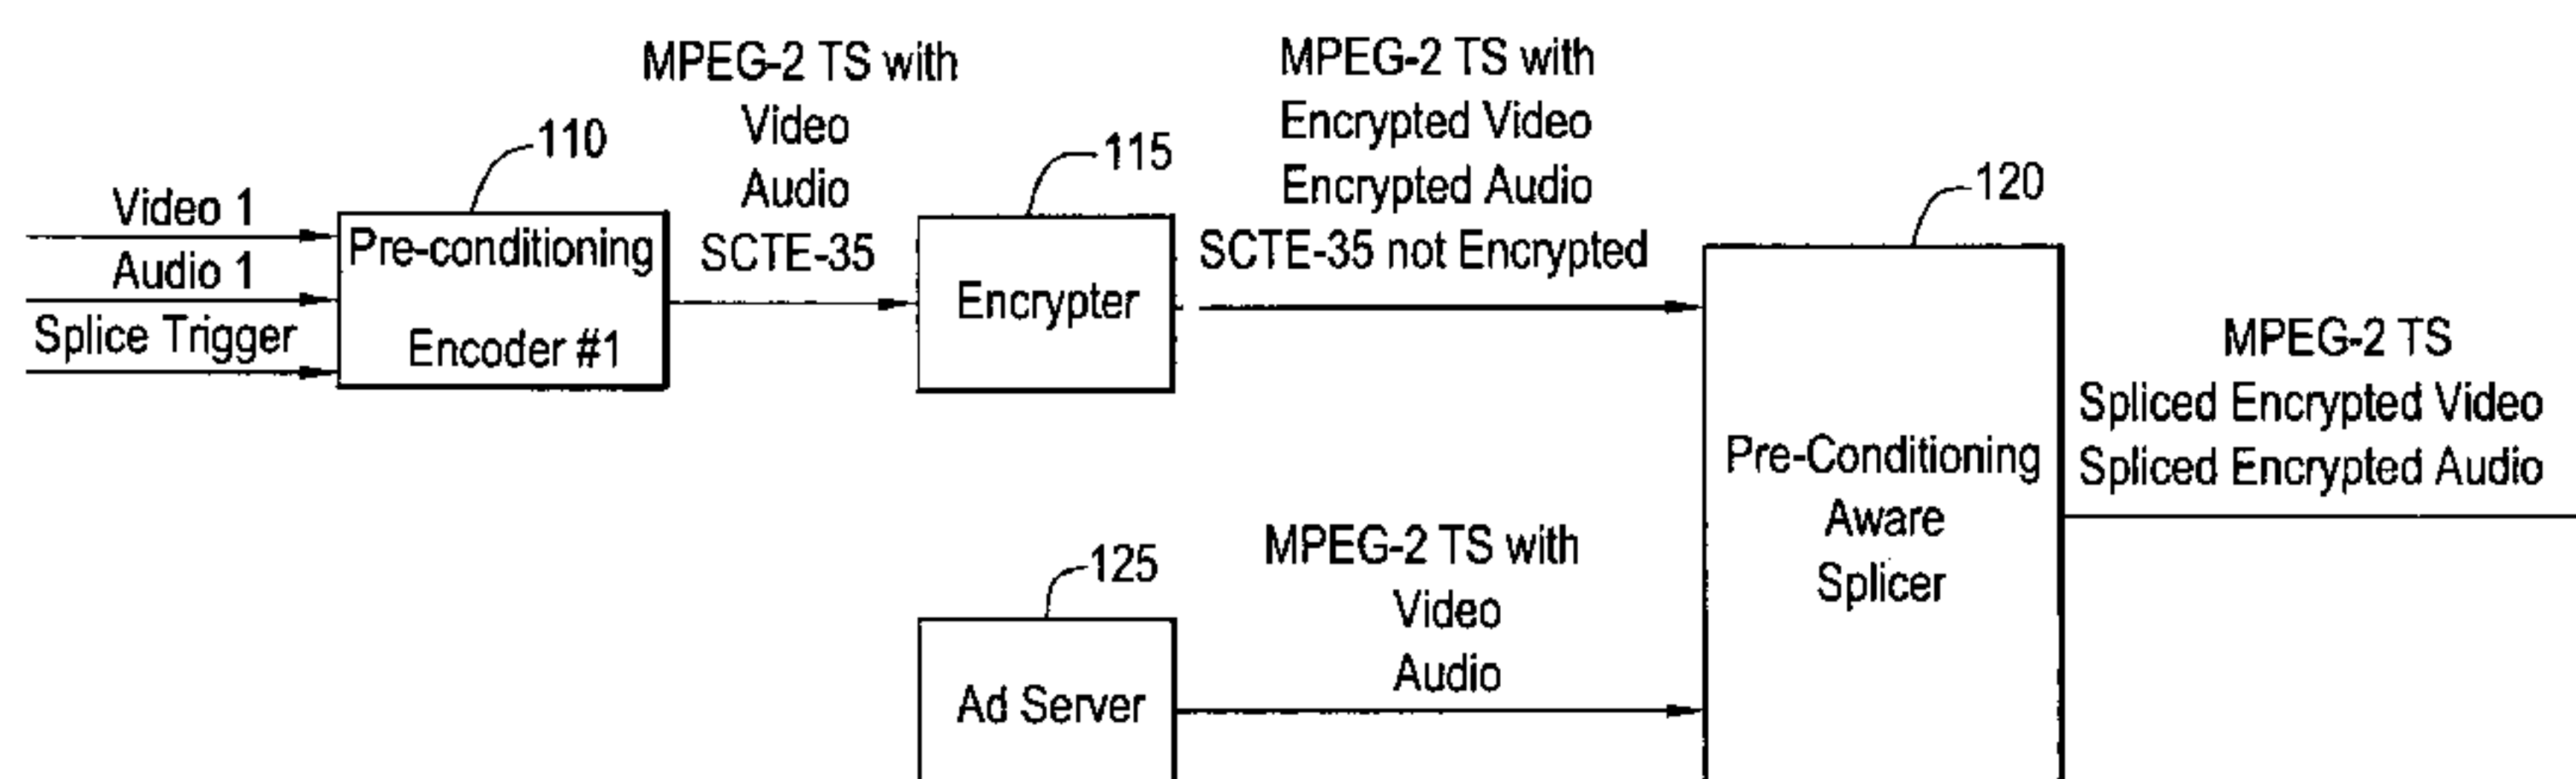 Video 1
Audio 1
Splice Trigger
110
Pre-conditioning
Encoder #1
MPEG-2 TS with
Video
Audio
SCTE-35
115
Encrypter
MPEG-2 TS with
Encrypted Video
Encrypted Audio
SCTE-35 not Encrypted
125
Ad Server
MPEG-2 TS with
Video
Audio
120
Pre-Conditioning
Aware
Splicer
MPEG-2 TS
Spliced Encrypted Video
Spliced Encrypted Audio